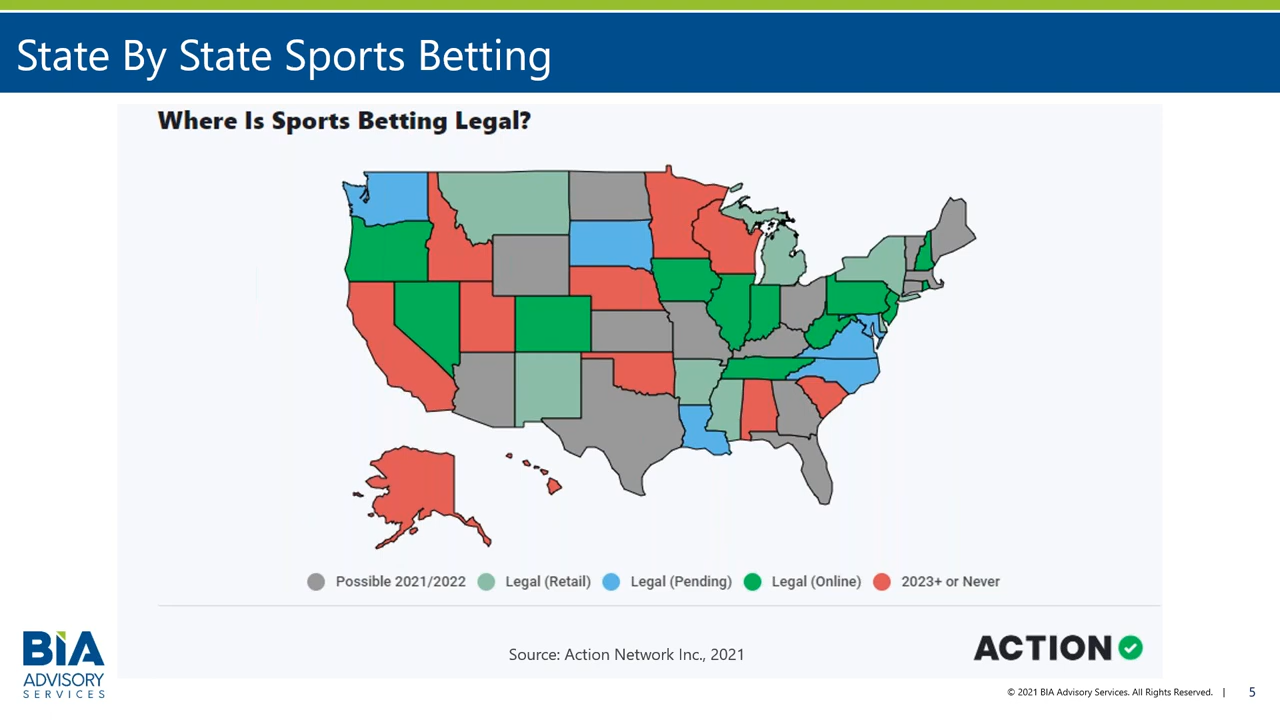 State By State Sports Betting
Where Is Sports Betting Legal?
Possible 2021/2022 Legal (Retail) Legal (Pending) Legal (Online) 2023+ or Never
Source: Action Network Inc., 2021
ACTION
BIA
ADVISORY
SERVICES
© 2021 BIA Advisory Services. All Rights Reserved. | 5